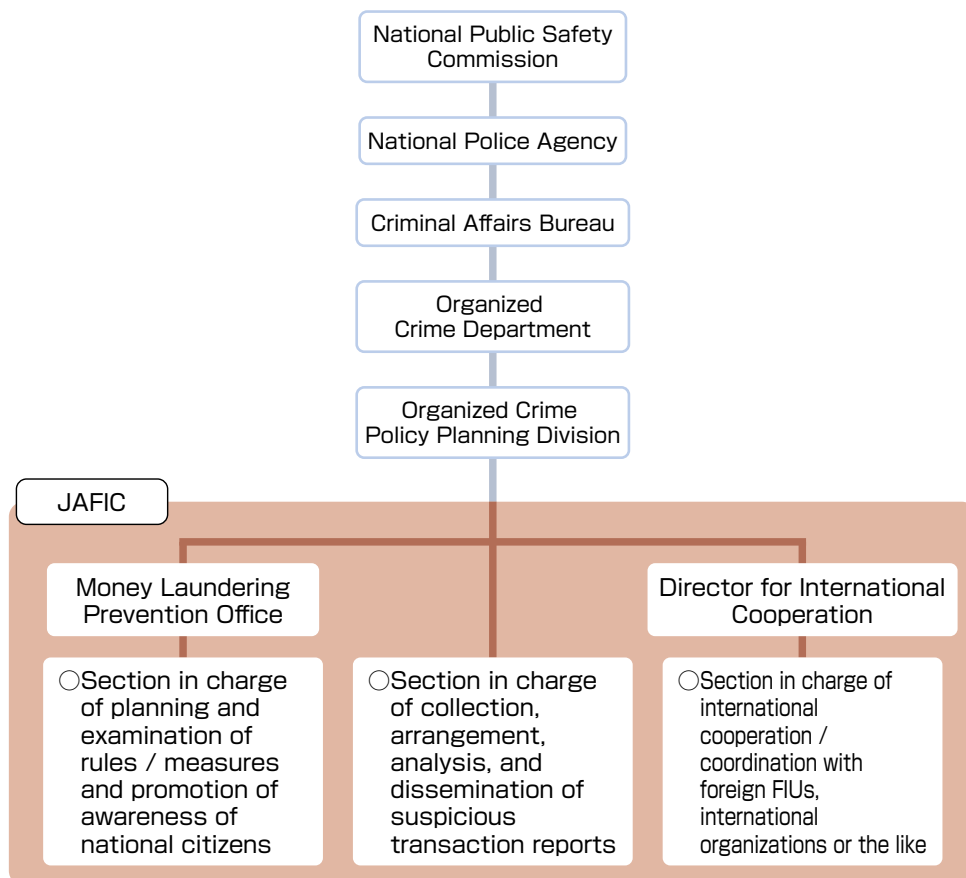 National Public Safety
Commission
National Police Agency
Criminal Affairs Bureau
Organized
Crime Department
Organized Crime
Policy Planning Division
JAFIC
Money Laundering
Prevention Office
Director for International
Cooperation
○Section in charge
of planning and
examination of
rules / measures
and promotion of
awareness of
national citizens
○Section in charge
of collection,
arrangement,
analysis, and
dissemination of
suspicious
transaction reports
○Section in charge of
international
cooperation /
coordination with
foreign FIUs,
international
organizations or the like